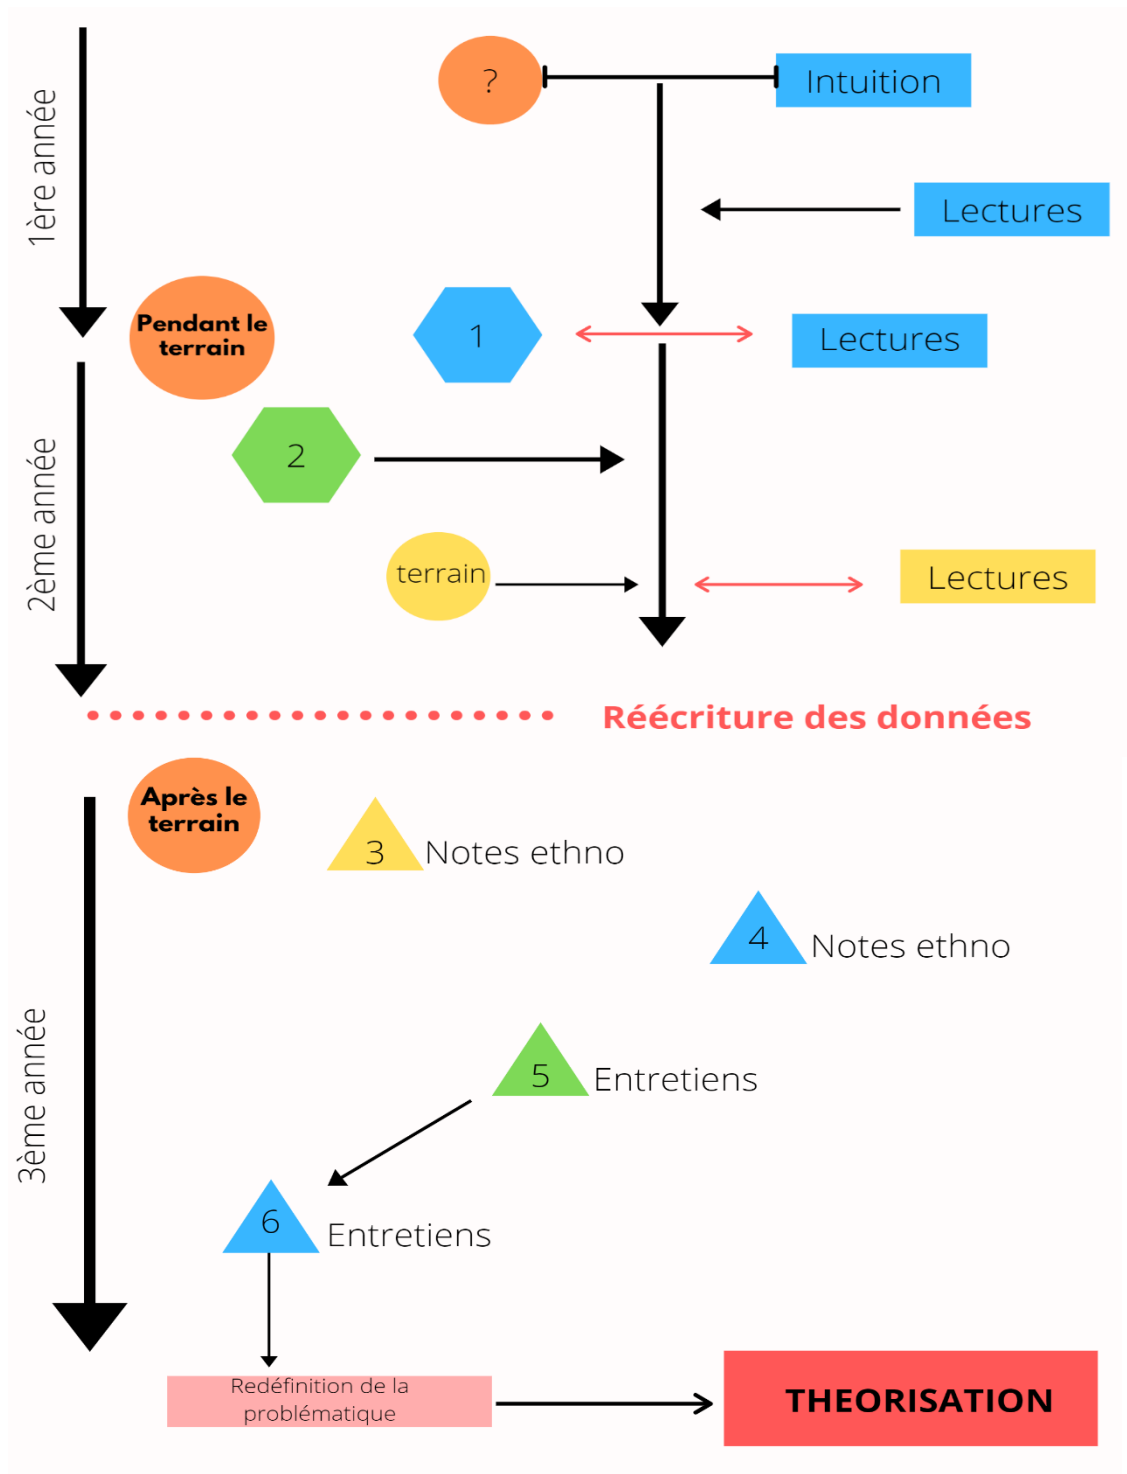 ?
Intuition
1ère année
Lectures
Pendant le
terrain
1
Lectures
2
2ème année
terrain
Lectures
Réécriture des données
Après le
terrain
3
Notes ethno
4
Notes ethno
3ème année
5
Entretiens
6
Entretiens
Redéfinition de la
problématique
THEORISATION